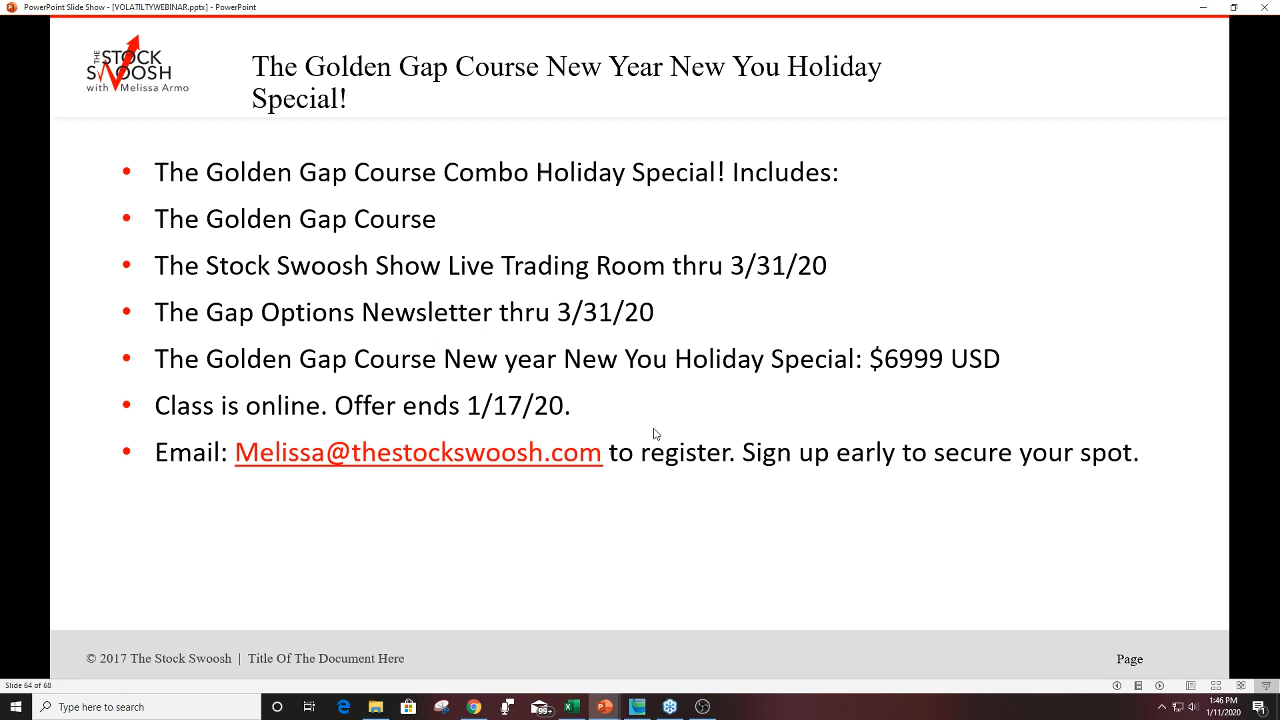 PowerPoint Slide Show - [VOLATILTYWEBINAR.pptx] - PowerPoint
THE
STOCK
SWOOSH
with Melissa Armo
The Golden Gap Course New Year New You Holiday
Special!
• The Golden Gap Course Combo Holiday Special! Includes:
• The Golden Gap Course
• The Stock Swoosh Show Live Trading Room thru 3/31/20
• The Gap Options Newsletter thru 3/31/20
• The Golden Gap Course New year New You Holiday Special: $6999 USD
• Class is online. Offer ends 1/17/20.
• Email: Melissa@thestockswoosh.com to register. Sign up early to secure your spot.
© 2017 The Stock Swoosh | Title Of The Document Here
Page
Slide 64 of 68
Type here to search
99+
1:46 PM
1/11/2020
1